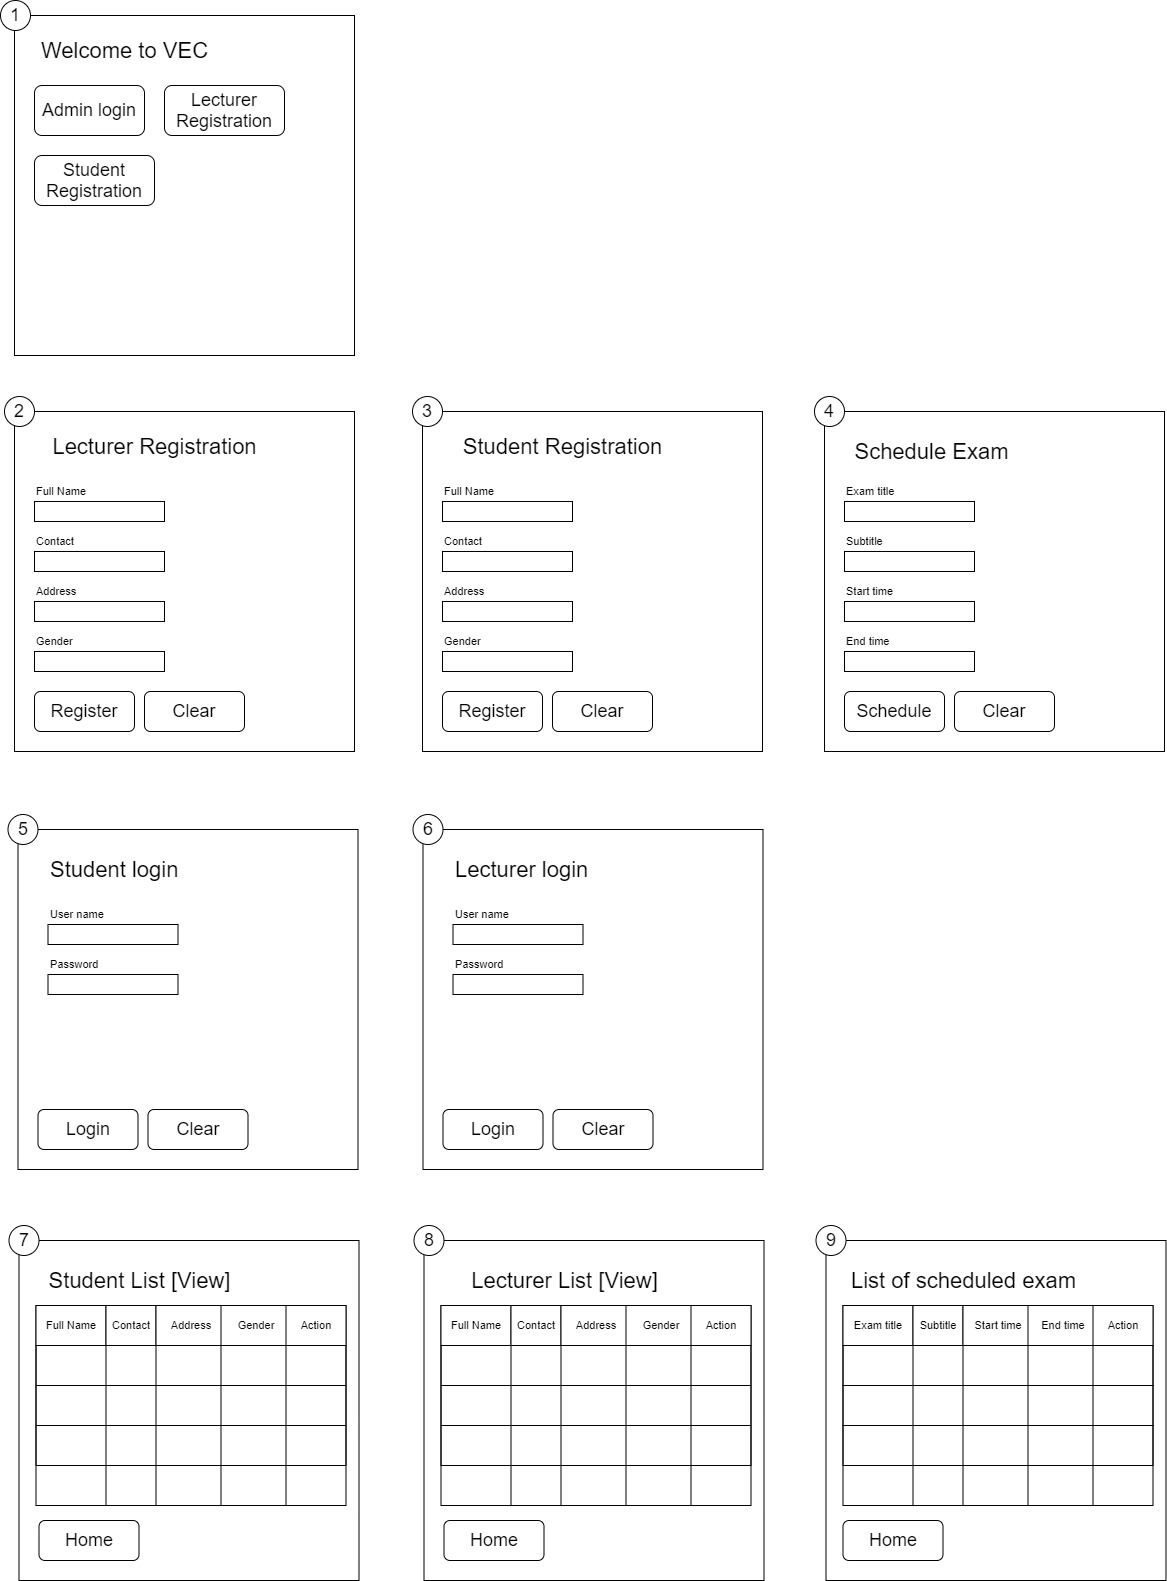 1
Welcome to VEC
Admin login
Lecturer
Registration
Student
Registration
2
Lecturer Registration
Full Name
Contact
Address
Gender
Register
Clear
3
Student Registration
Full Name
Contact
Address
Gender
Register
Clear
4
Schedule Exam
Exam title
Subtitle
Start time
End time
Schedule
Clear
5
Student login
User name
Password
Login
Clear
6
Lecturer login
User name
Password
Login
Clear
7
Student List [View]
Full Name Contact Address Gender Action
Home
8
Lecturer List [View]
Full Name Contact Address Gender Action
Home
9
List of scheduled exam
Exam title Subtitle Start time End time Action
Home